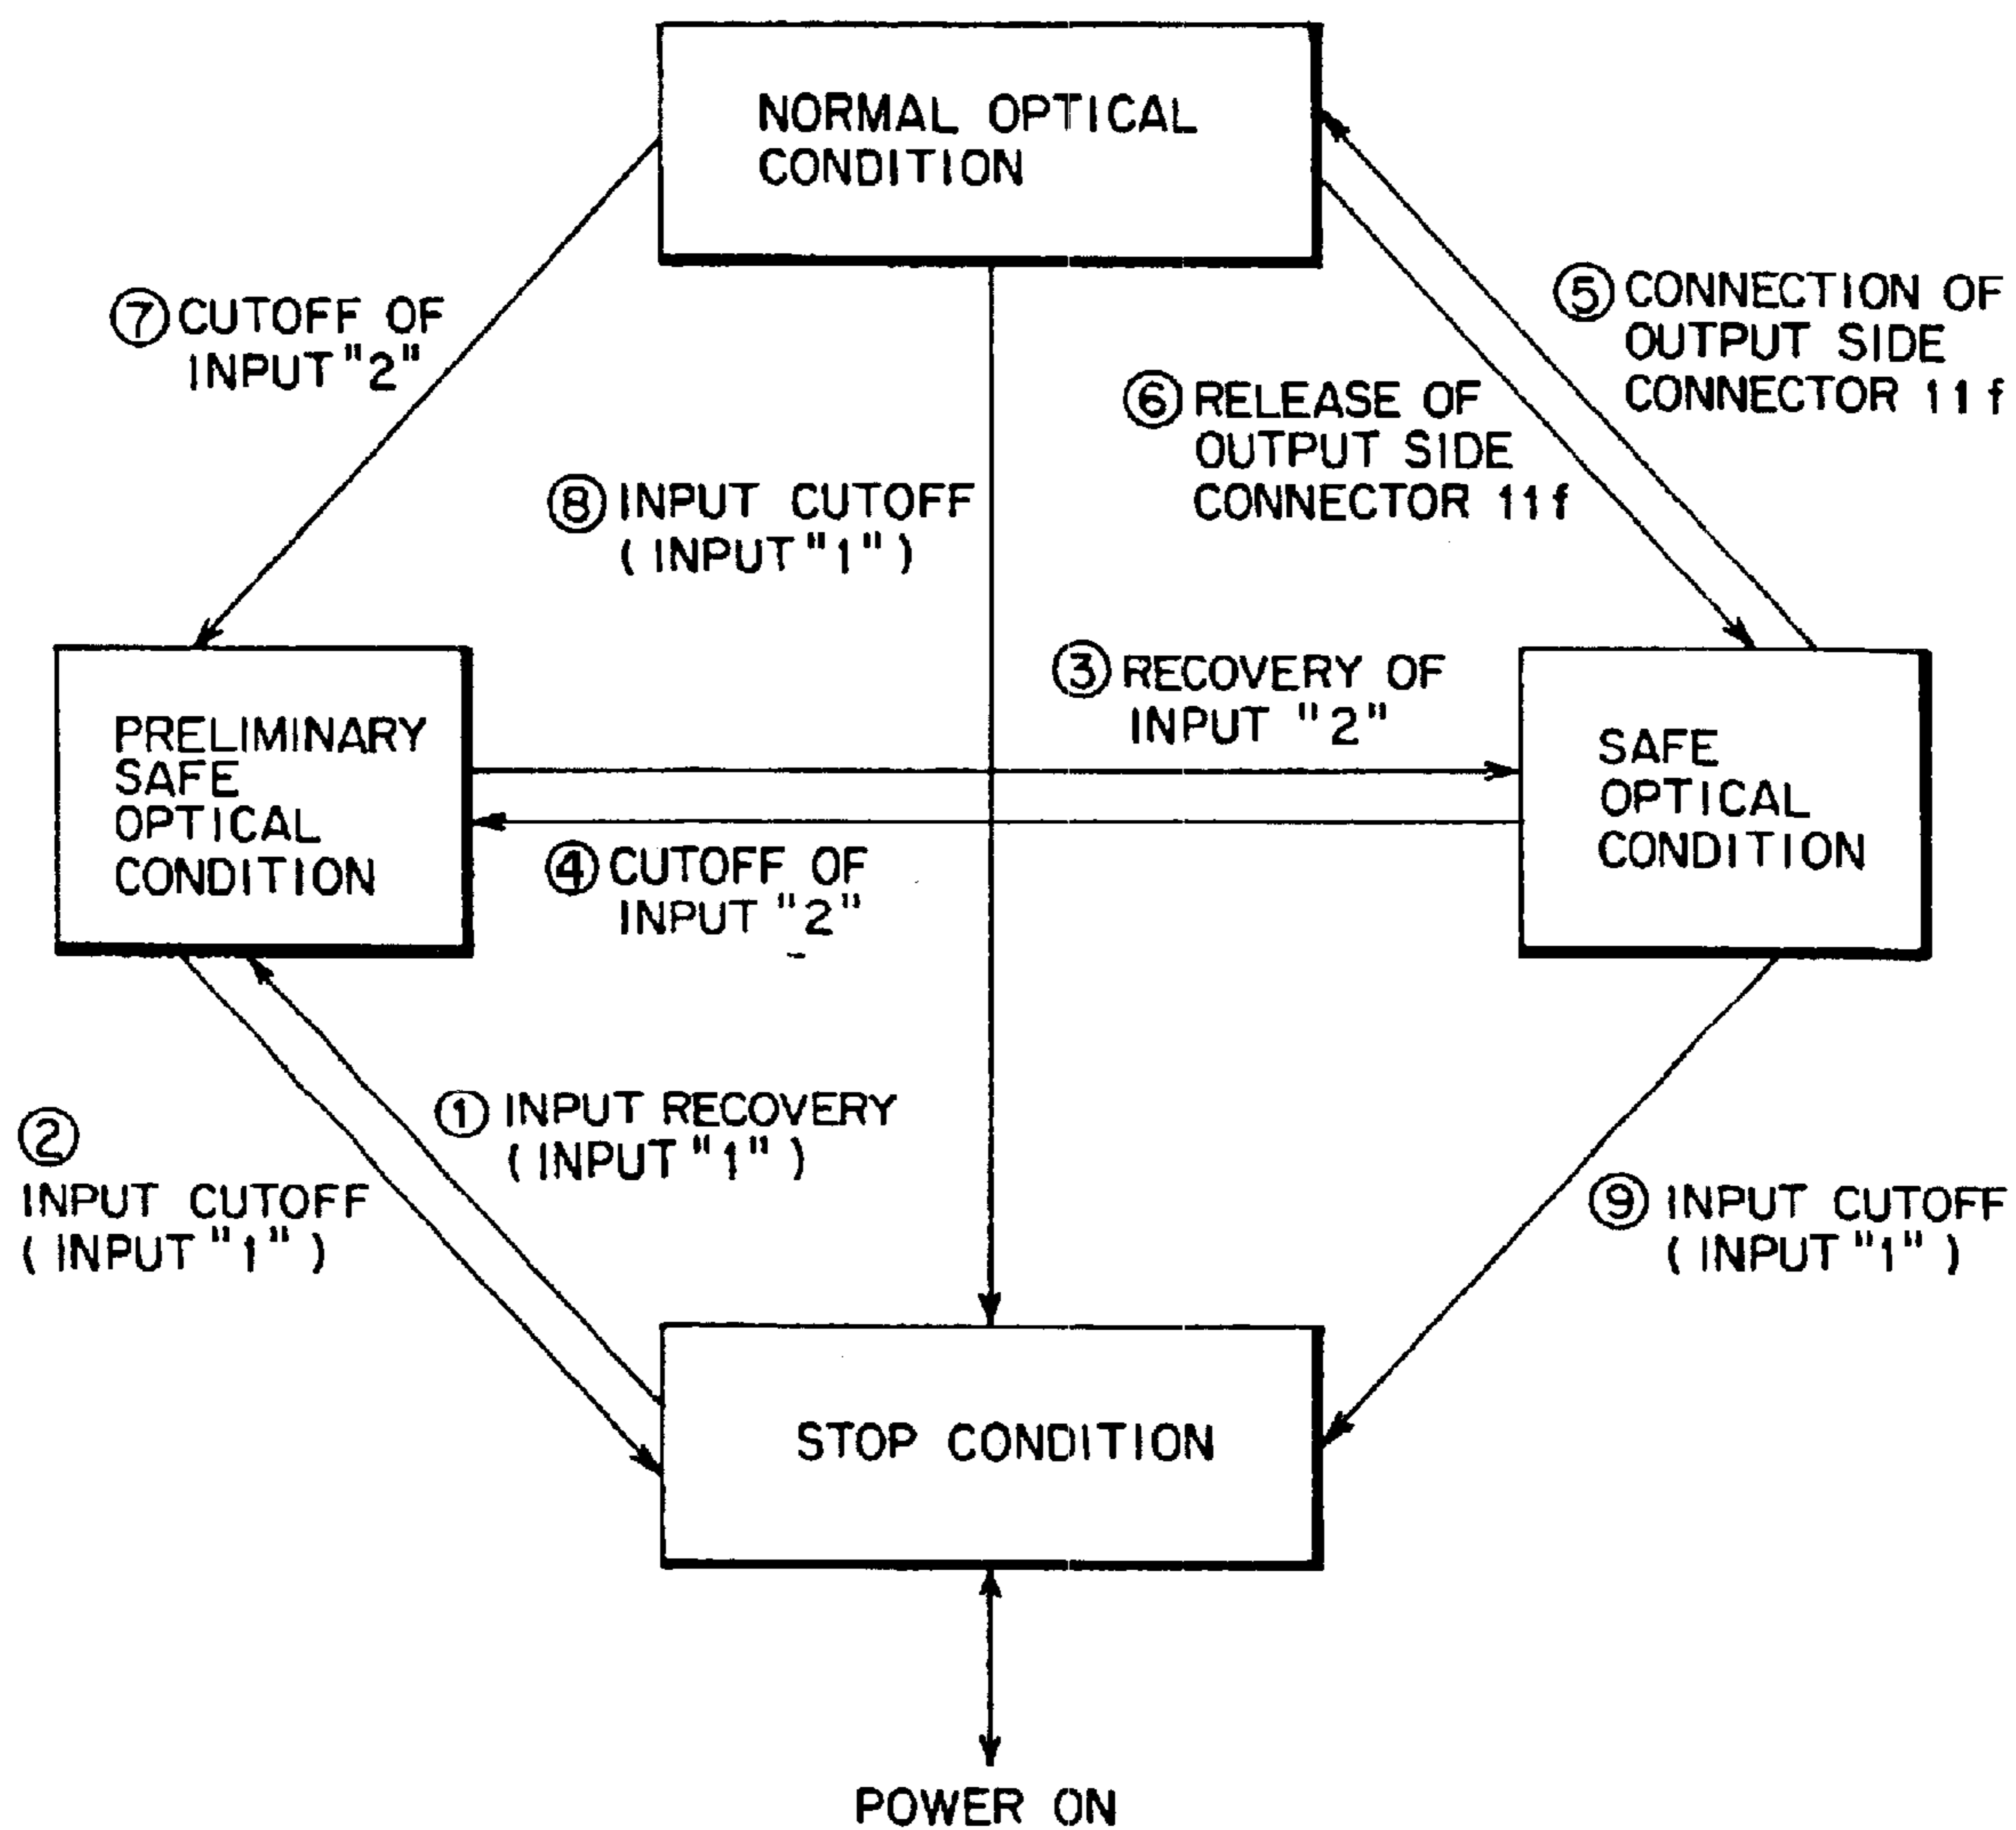 NORMAL OPTICAL
CONDITION
⑦ CUTOFF OF
INPUT "2"
⑤ CONNECTION OF
OUTPUT SIDE
CONNECTOR 11f
⑥ RELEASE OF
OUTPUT SIDE
CONNECTOR 11f
⑧ INPUT CUTOFF
(INPUT "1")
③ RECOVERY OF
INPUT "2"
PRELIMINARY
SAFE
OPTICAL
CONDITION
SAFE
OPTICAL
CONDITION
④ CUTOFF OF
INPUT "2"
① INPUT RECOVERY
(INPUT "1")
②
INPUT CUTOFF
(INPUT "1")
⑨ INPUT CUTOFF
(INPUT "1")
STOP CONDITION
POWER ON